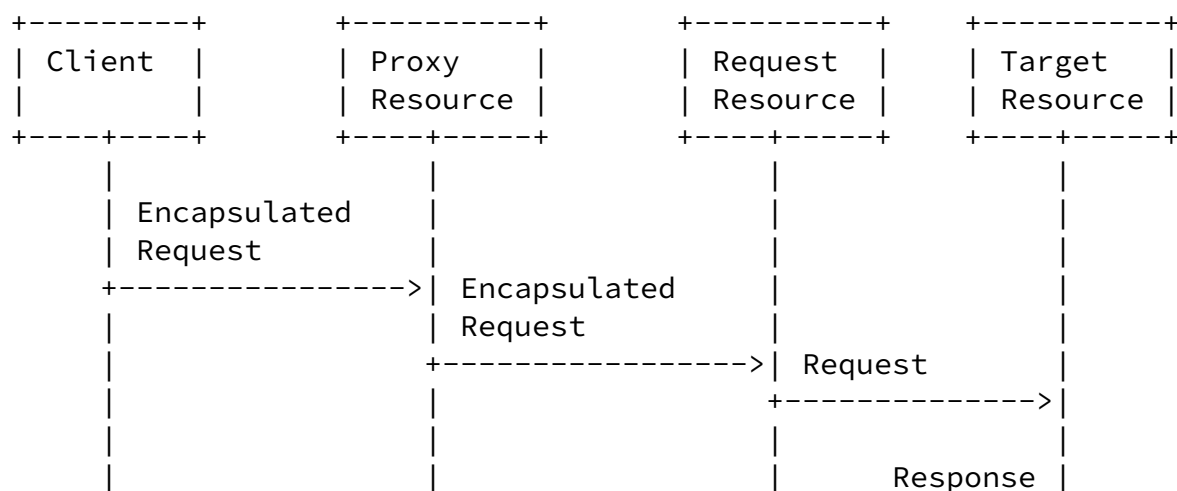 +---------+         +----------+         +----------+      +----------+
| Client  |         | Proxy    |         | Request  |      | Target   |
|         |         | Resource |         | Resource |      | Resource |
+----+----+         +----+-----+         +----+-----+      +----+-----+
     |                   |                    |                 |
     | Encapsulated      |                    |                 |
     | Request           |                    |                 |
     +------------------>| Encapsulated       |                 |
     |                   | Request            |                 |
     |                   +------------------->| Request         |
     |                   |                    +---------------->|
     |                   |                    |                 |
     |                   |                    |        Response |